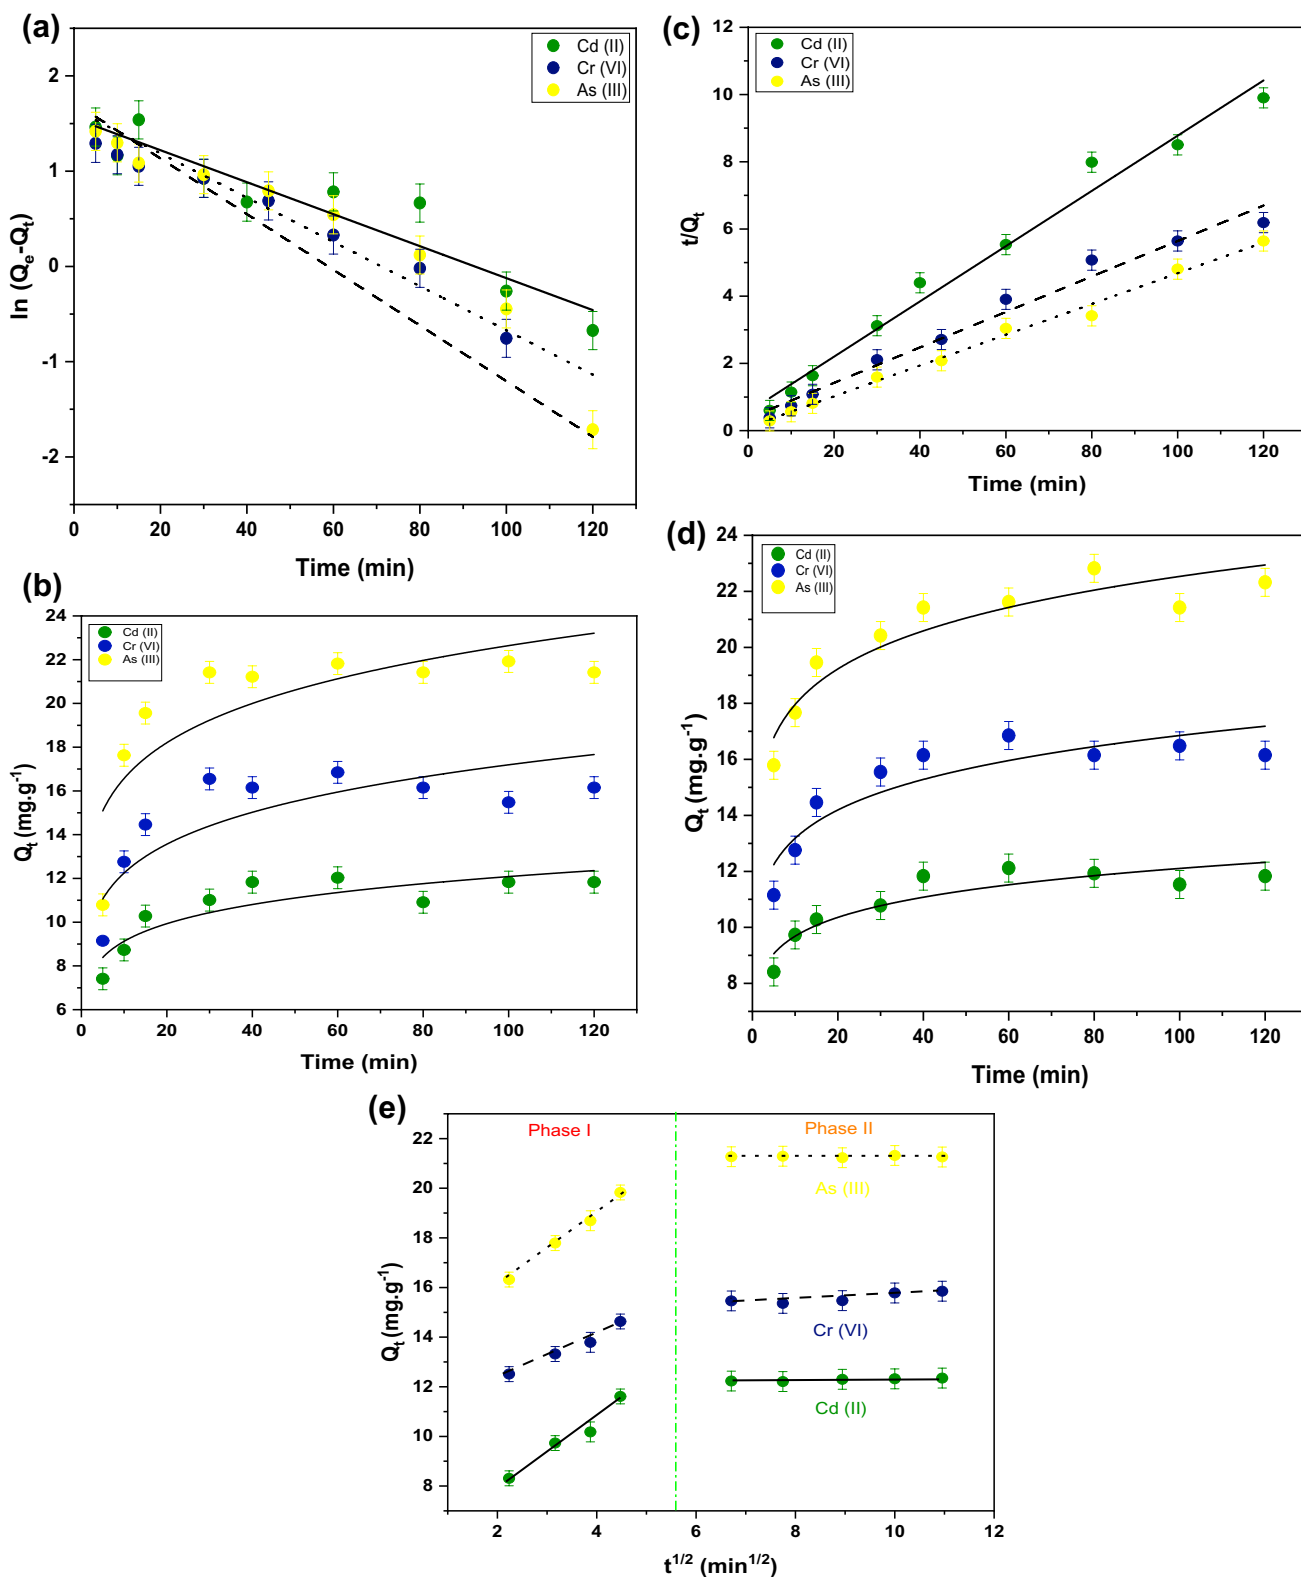 (a)
Cd (II)
Cr (VI)
As (III)
2
1
0
-1
-2
ln (Qe-Qt)
0 20 40 60 80 100 120
Time (min)
(c)
Cd (II)
Cr (VI)
As (III)
12
10
8
6
4
2
0
t/Qt
0 20 40 60 80 100 120
Time (min)
(b)
Cd (II)
Cr (VI)
As (III)
24
22
20
18
16
14
12
10
8
6
Qt (mg.g-1)
0 20 40 60 80 100 120
Time (min)
(d)
Cd (II)
Cr (VI)
As (III)
24
22
20
18
16
14
12
10
8
Qt (mg.g-1)
0 20 40 60 80 100 120
Time (min)
(e)
Phase I
Phase II
As (III)
Cr (VI)
Cd (II)
22
20
18
16
14
12
10
8
Qt (mg.g-1)
2 4 6 8 10 12
t1/2 (min1/2)